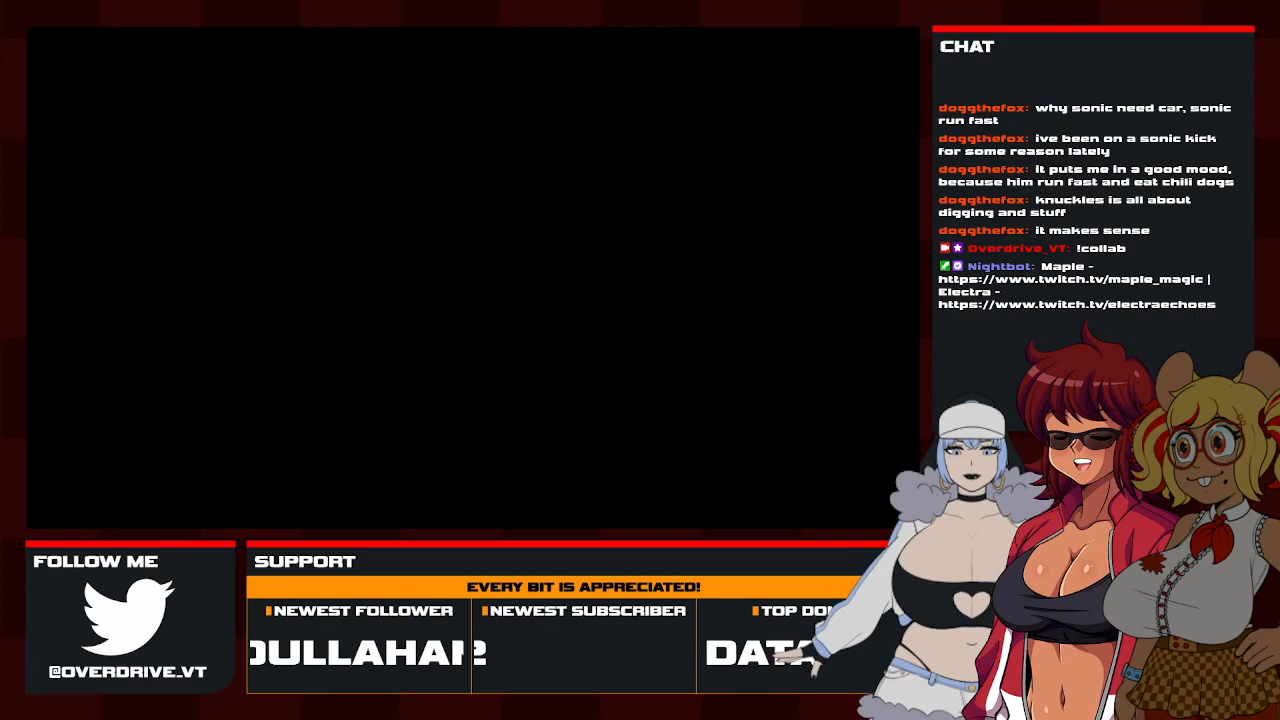 CHAT
doggthefox: why sonic need car, sonic
run fast
doggthefox: ive been on a sonic kick
for some reason lately
doggthefox: it puts me in a good mood,
because him run fast and eat chili dogs
doggthefox: knuckles is all about
digging and stuff
doggthefox: it makes sense
Overdrive_VT: !collab
Nightbot: Maple -
https://www.twitch.tv/maple_magic |
Electra -
https://www.twitch.tv/electraechoes
FOLLOW ME
@OVERDRIVE_VT
SUPPORT
EVERY BIT IS APPRECIATED!
NEWEST FOLLOWER
NEWEST SUBSCRIBER
TOP